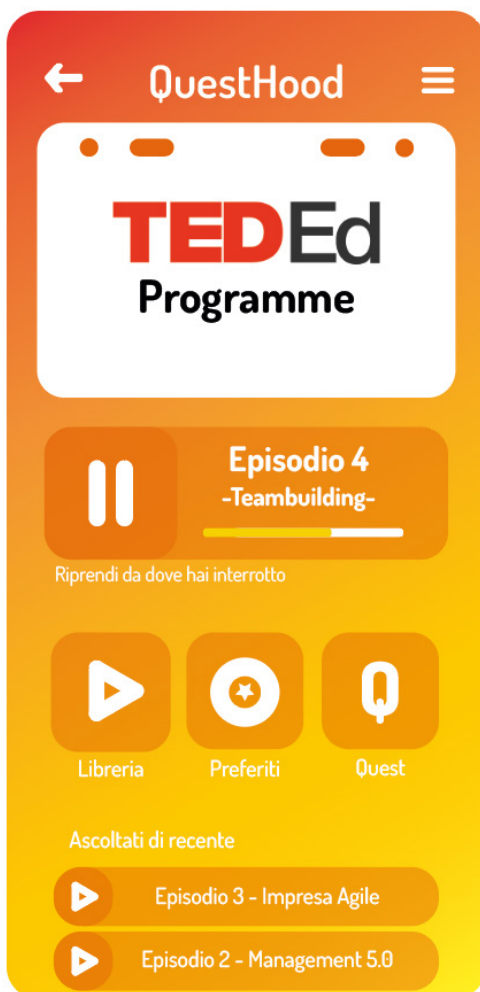 QuestHood
TEDEd
Programme
Episodio 4
-Teambuilding-
Riprendi da dove hai interrotto
Libreria
Preferiti
Q
Quest
Ascoltati di recente
Episodio 3 - Impresa Agile
Episodio 2 - Management 5.0